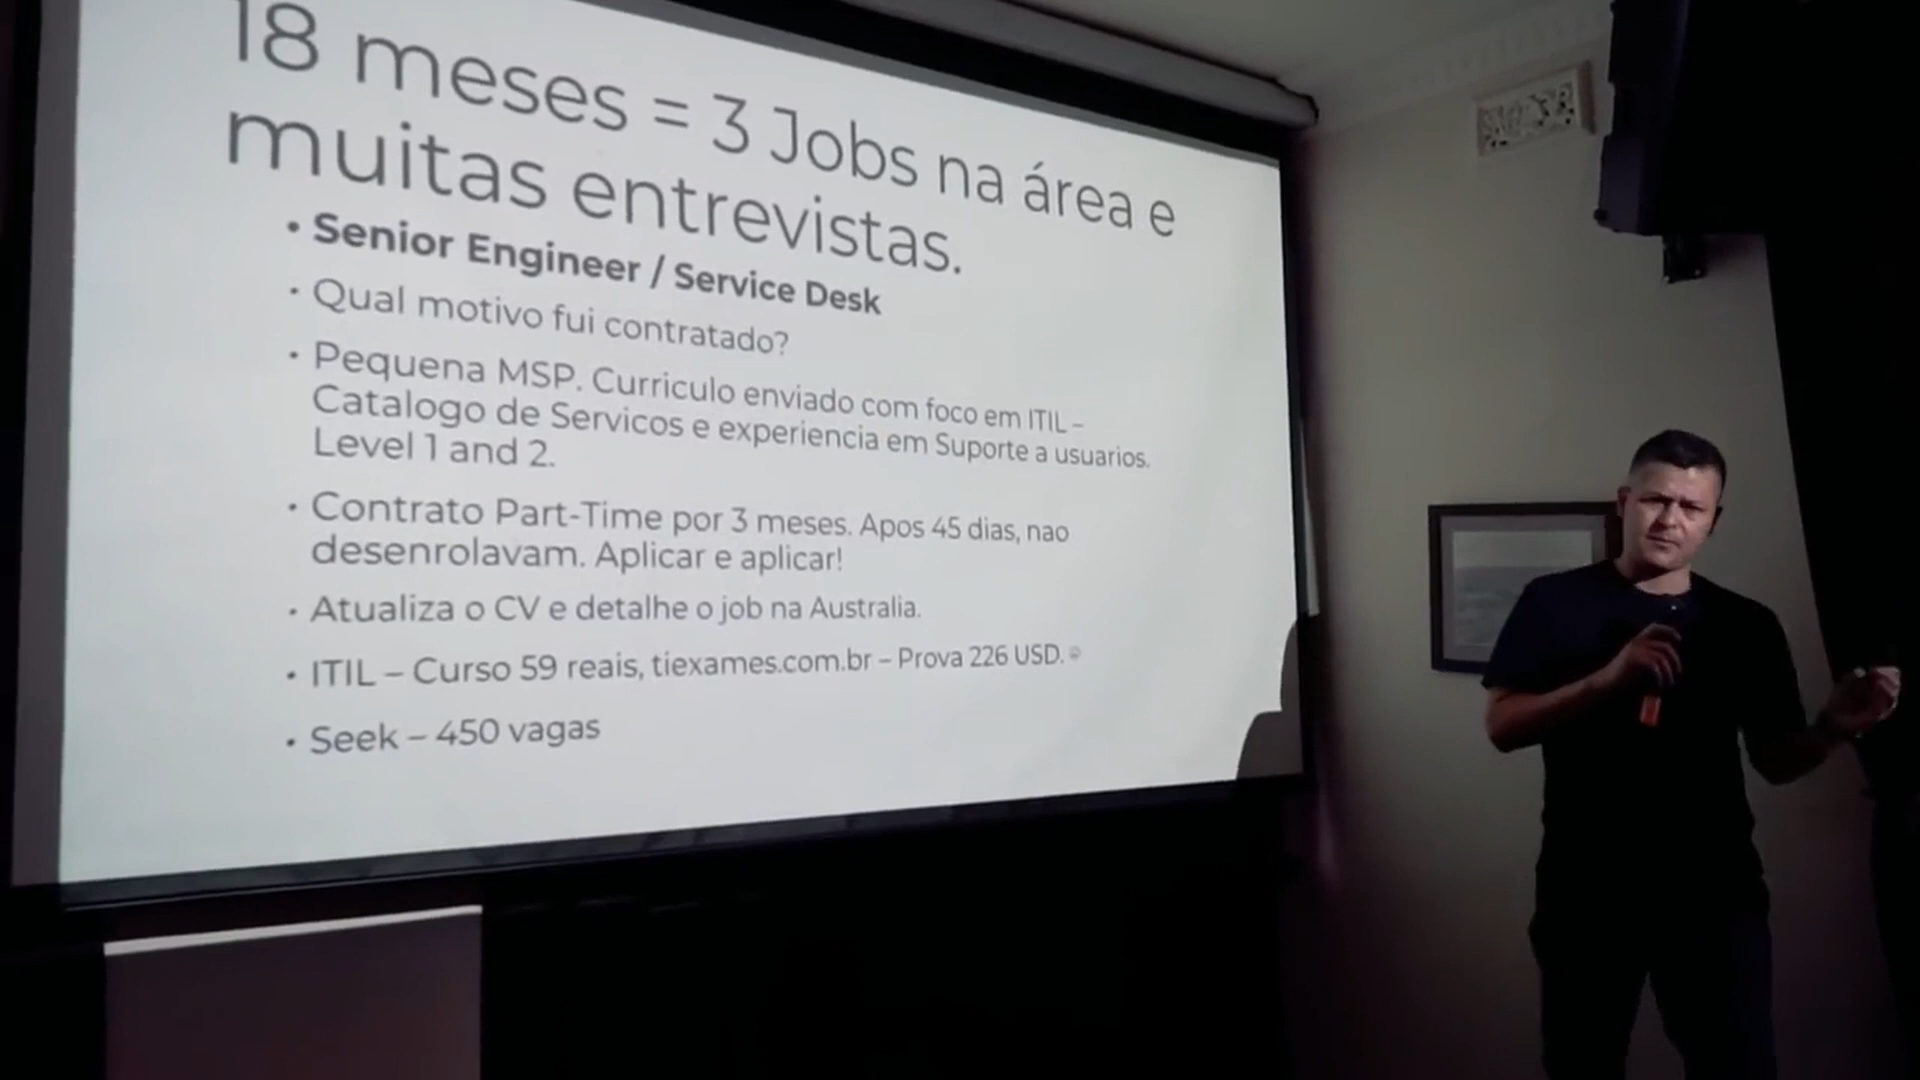 18 meses = 3 Jobs na área e
muitas entrevistas.
• Senior Engineer / Service Desk
• Qual motivo fui contratado?
• Pequena MSP. Curriculo enviado com foco em ITIL –
Catalogo de Servicos e experiencia em Suporte a usuarios.
Level 1 and 2.
• Contrato Part-Time por 3 meses. Apos 45 dias, nao
desenrolavam. Aplicar e aplicar!
• Atualiza o CV e detalhe o job na Australia.
• ITIL – Curso 59 reais, tiexames.com.br – Prova 226 USD.
• Seek – 450 vagas